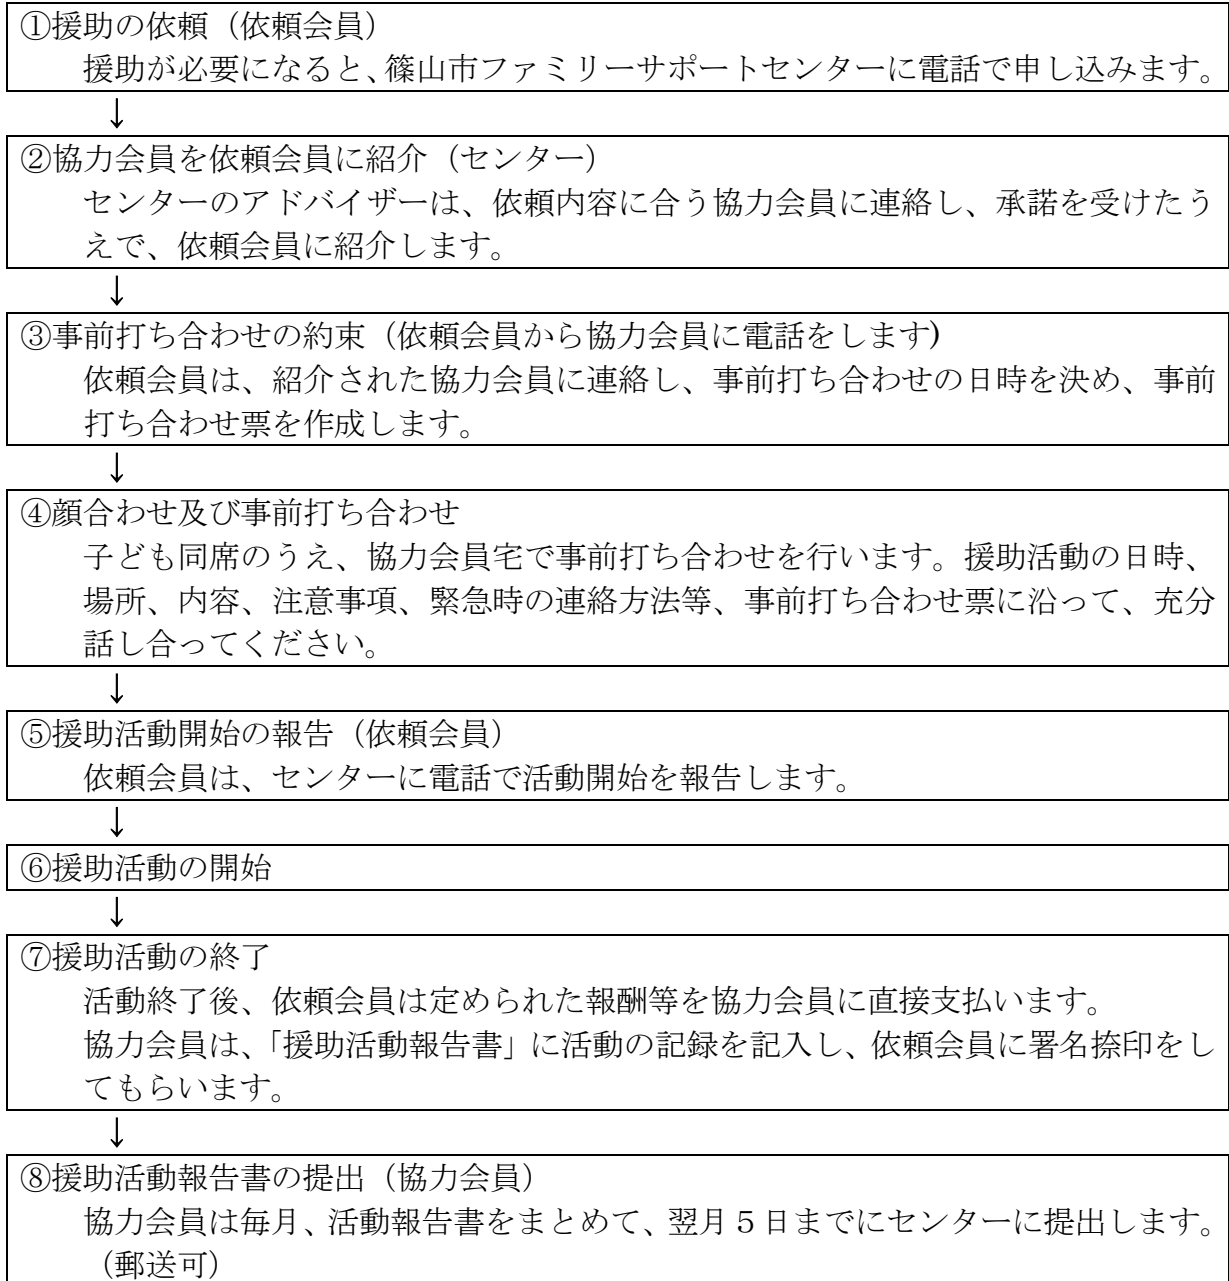 ①援助の依頼（依頼会員）
援助が必要になると、篠山市ファミリーサポートセンターに電話で申し込みます。
↓
②協力会員を依頼会員に紹介（センター）
センターのアドバイザーは、依頼内容に合う協力会員に連絡し、承諾を受けたう
えで、依頼会員に紹介します。
↓
③事前打ち合わせの約束（依頼会員から協力会員に電話をします)
依頼会員は、紹介された協力会員に連絡し、事前打ち合わせの日時を決め、事前
打ち合わせ票を作成します。
↓
④顔合わせ及び事前打ち合わせ
子ども同席のうえ、協力会員宅で事前打ち合わせを行います。援助活動の日時、
場所、内容、注意事項、緊急時の連絡方法等、事前打ち合わせ票に沿って、充分
話し合ってください。
↓
⑤援助活動開始の報告（依頼会員）
依頼会員は、センターに電話で活動開始を報告します。
↓
⑥援助活動の開始
↓
⑦援助活動の終了
活動終了後、依頼会員は定められた報酬等を協力会員に直接支払います。
協力会員は、「援助活動報告書」に活動の記録を記入し、依頼会員に署名捺印をし
てもらいます。
↓
⑧援助活動報告書の提出（協力会員）
協力会員は毎月、活動報告書をまとめて、翌月５日までにセンターに提出します。
（郵送可）